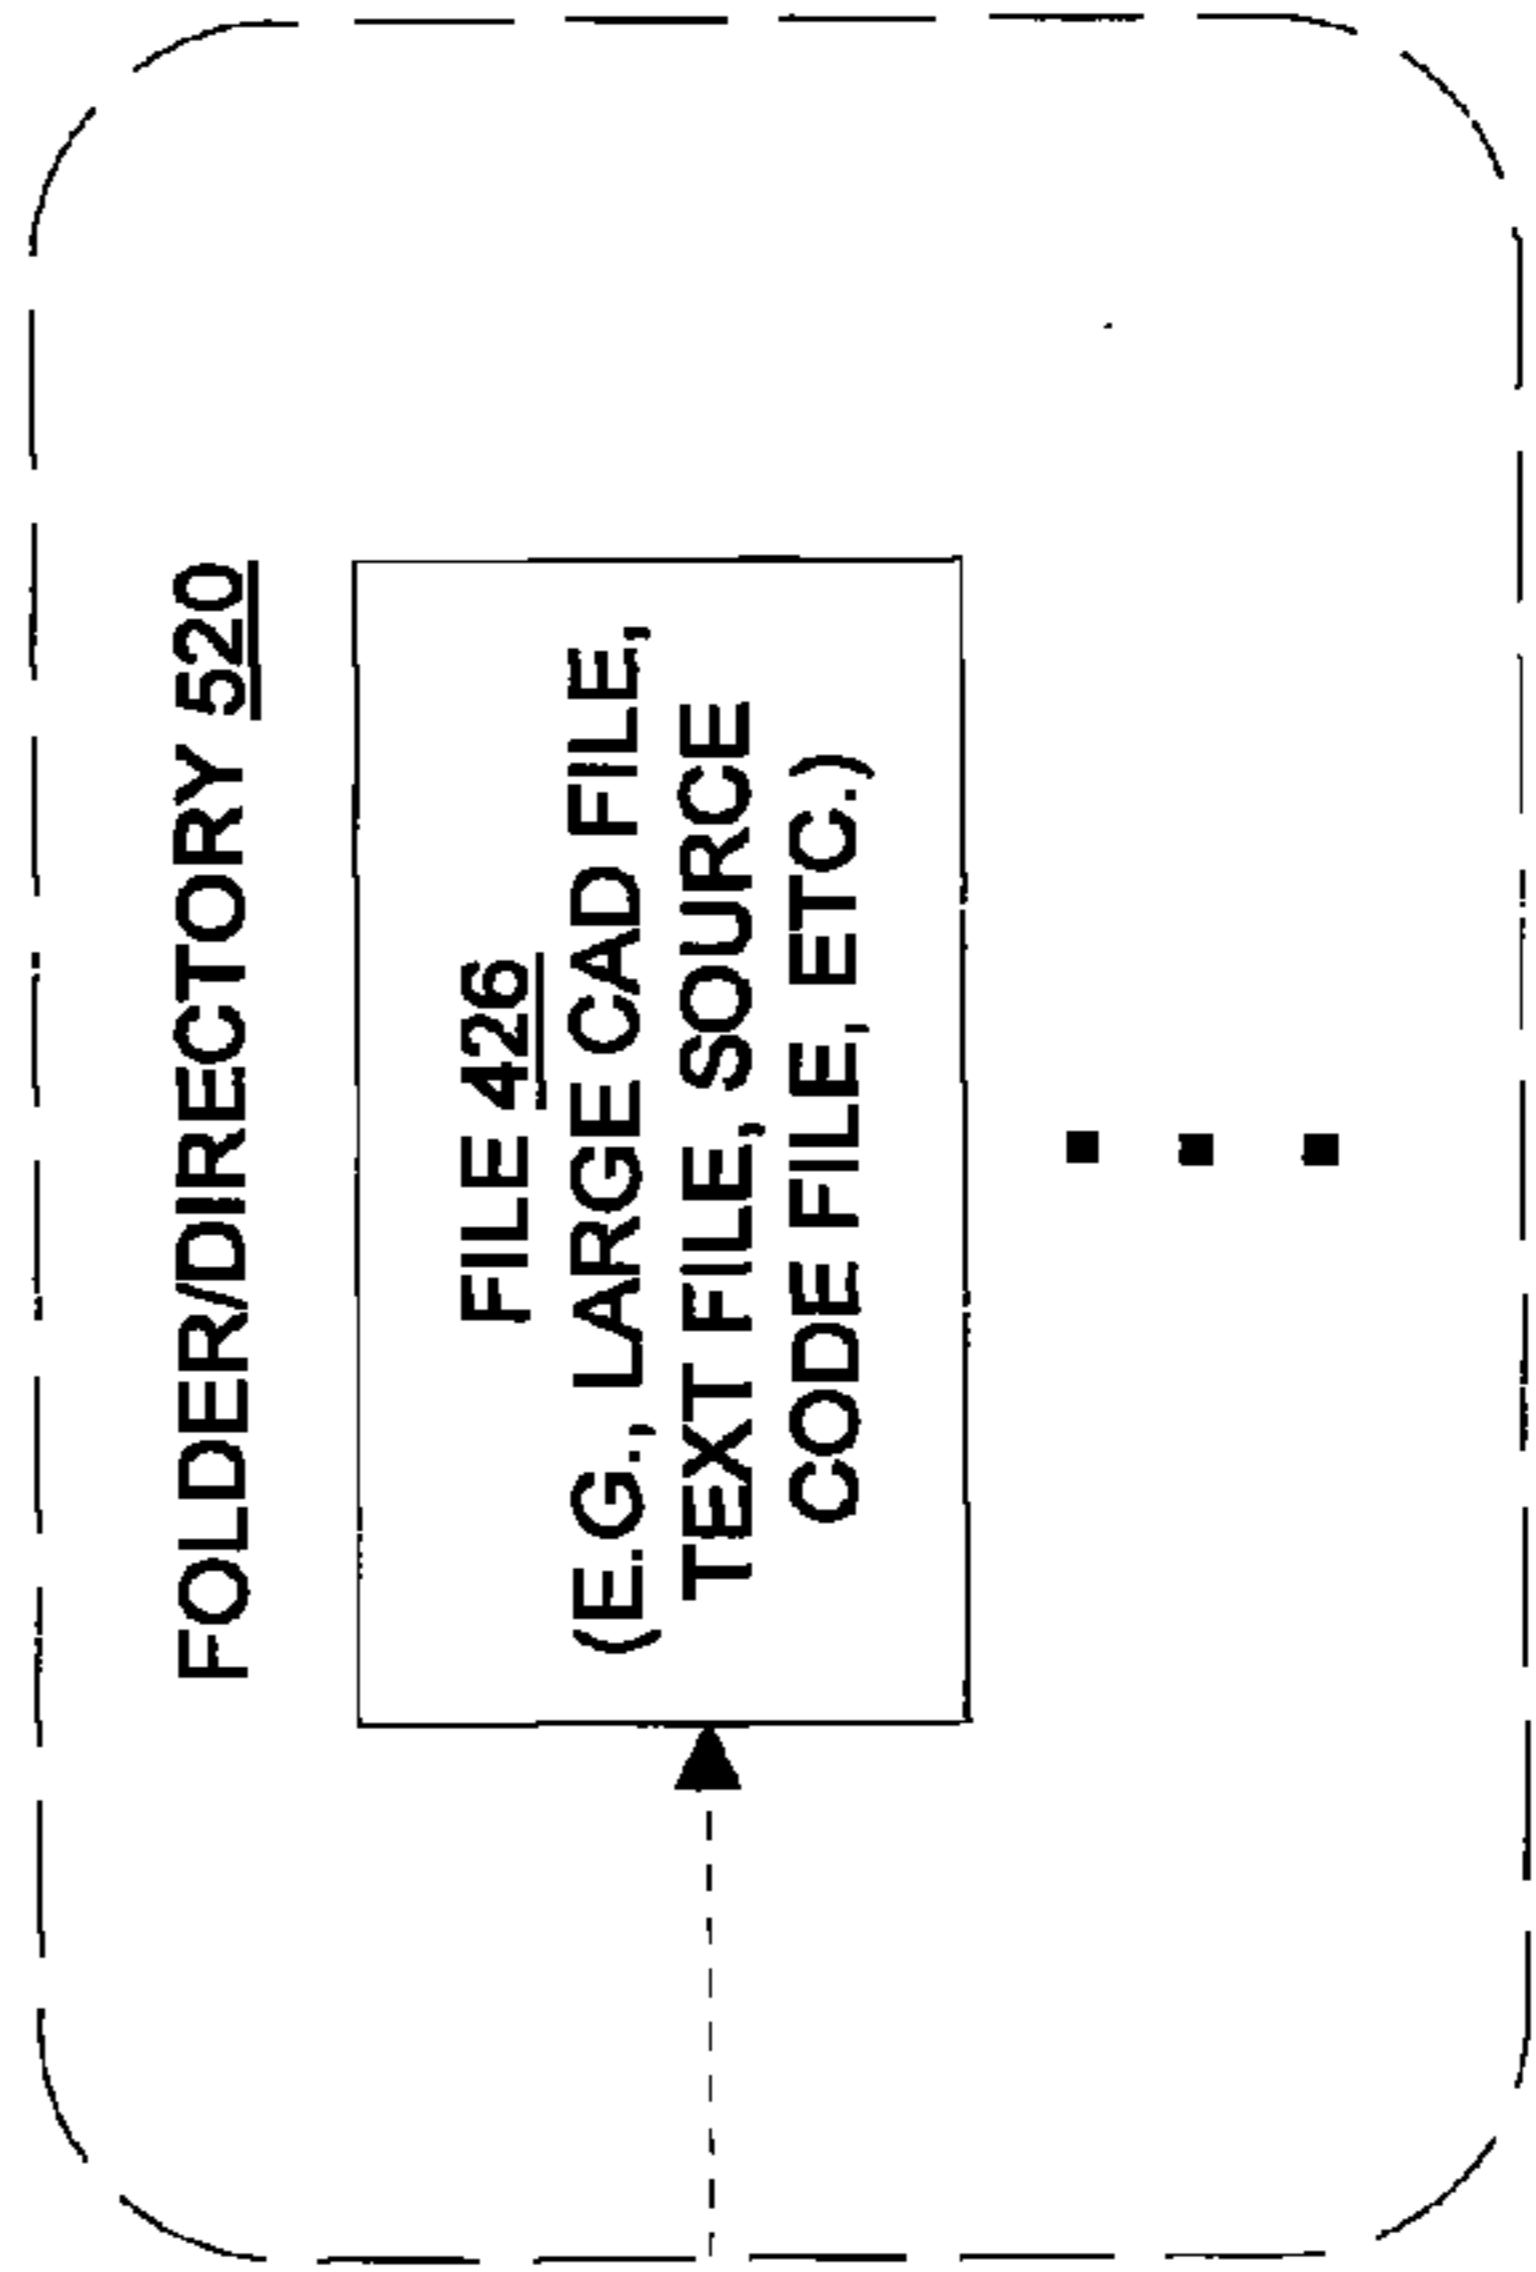 FOLDER/DIRECTORY 520
FILE 426
(E.G., LARGE CAD FILE,
TEXT FILE, SOURCE
CODE FILE, ETC.)